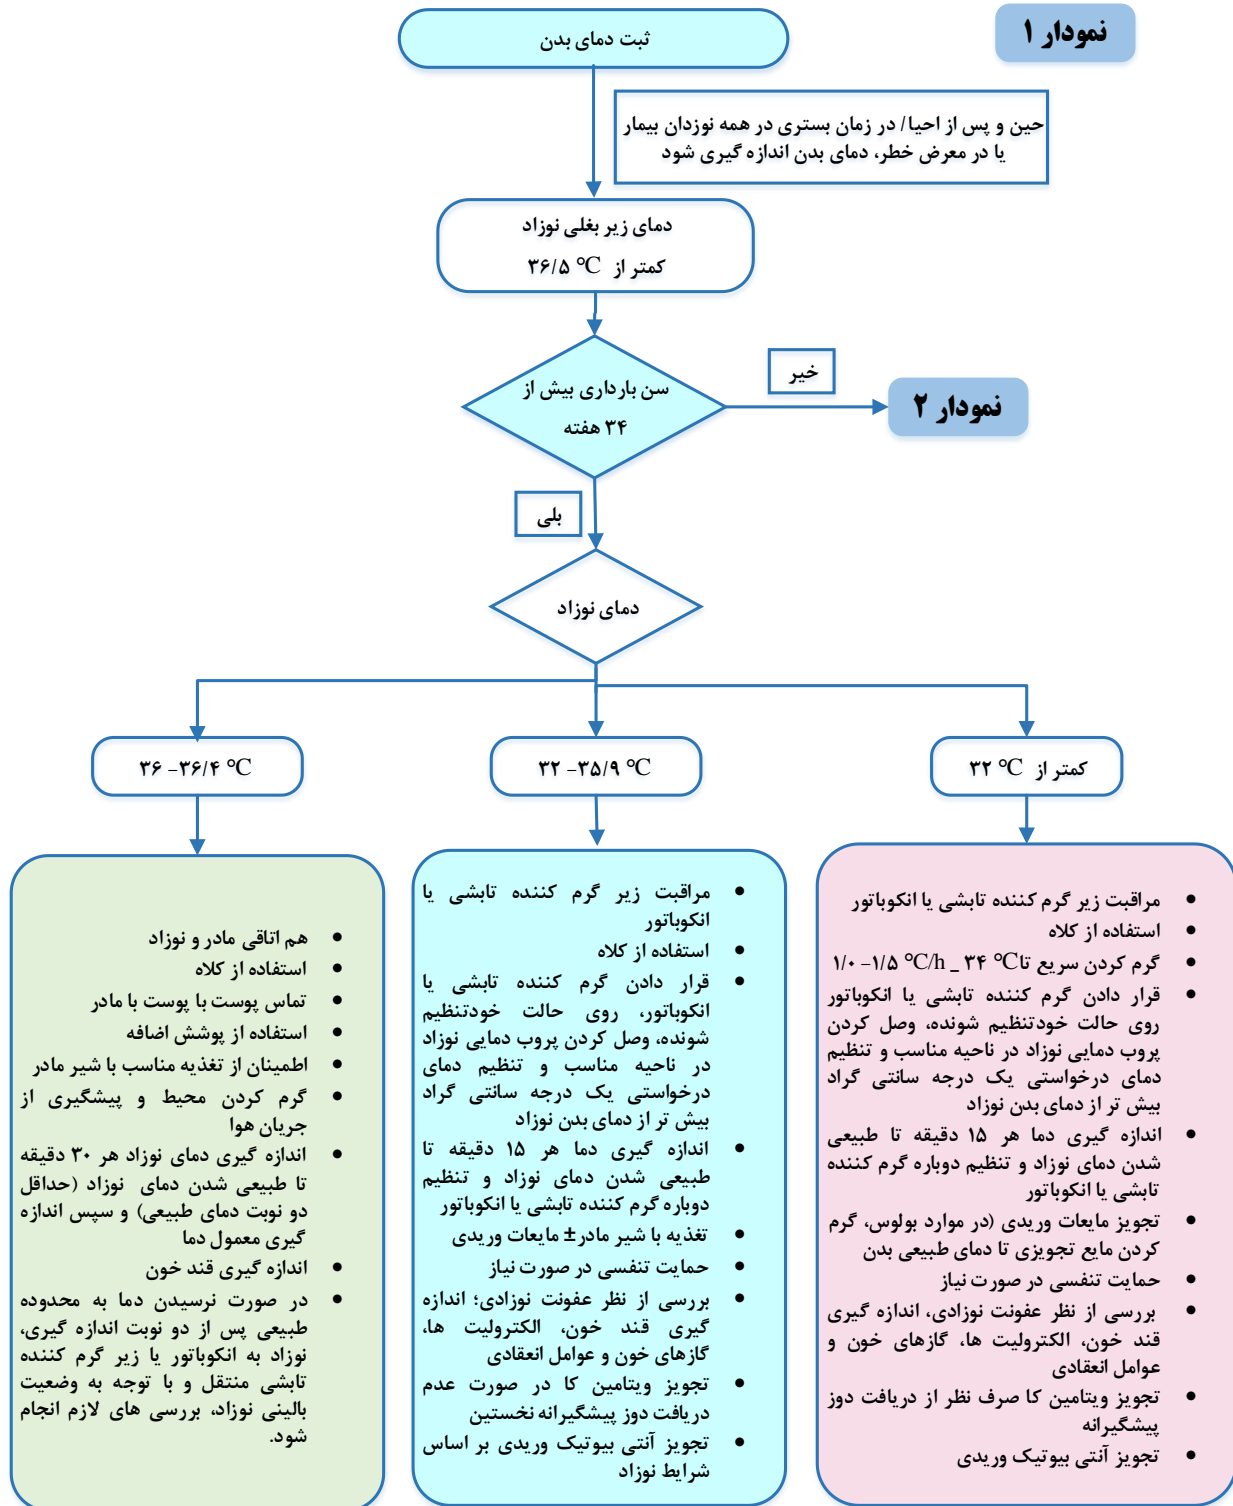 نمودار ۱
ثبت دمای بدن
حین و پس از احیا/ در زمان بستری در همه نوزدان بیمار
یا در معرض خطر، دمای بدن اندازه گیری شود
دمای زیر بغلی نوزاد
کمتر از ۳۶/۵ °C
سن بارداری بیش از
۳۴ هفته
خیر
نمودار ۲
بلی
دمای نوزاد
کمتر از ۳۲ °C
۳۲ -۳۵/۹ °C
۳۶ -۳۶/۴ °C
• مراقبت زیر گرم کننده تابشی یا انکوباتور
• استفاده از کلاه
• گرم کردن سریع تا۳۴ °C _ ۱/۰ -۱/۵ °C/h
• قرار دادن گرم کننده تابشی یا انکوباتور
روی حالت خودتنظیم شونده، وصل کردن
پروب دمایی نوزاد در ناحیه مناسب و تنظیم
دمای درخواستی یک درجه سانتی گراد
بیش تر از دمای بدن نوزاد
• اندازه گیری دما هر ۱۵ دقیقه تا طبیعی
شدن دمای نوزاد و تنظیم دوباره گرم کننده
تابشی یا انکوباتور
• تجویز مایعات وریدی (در موارد بولوس، گرم
کردن مایع تجویزی تا دمای طبیعی بدن
• حمایت تنفسی در صورت نیاز
• بررسی از نظر عفونت نوزادی، اندازه گیری
قند خون، الکترولیت ها، گازهای خون و
عوامل انعقادی
• تجویز ویتامین کا صرف نظر از دریافت دوز
پیشگیرانه
• تجویز آنتی بیوتیک وریدی
• مراقبت زیر گرم کننده تابشی یا
انکوباتور
• استفاده از کلاه
• قرار دادن گرم کننده تابشی یا
انکوباتور، روی حالت خودتنظیم
شونده، وصل کردن پروب دمایی نوزاد
در ناحیه مناسب و تنظیم دمای
درخواستی یک درجه سانتی گراد
بیش تر از دمای بدن نوزاد
• اندازه گیری دما هر ۱۵ دقیقه تا
طبیعی شدن دمای نوزاد و تنظیم
دوباره گرم کننده تابشی یا انکوباتور
• تغذیه با شیر مادر± مایعات وریدی
• حمایت تنفسی در صورت نیاز
• بررسی از نظر عفونت نوزادی؛ اندازه
گیری قند خون، الکترولیت ها،
گازهای خون و عوامل انعقادی
• تجویز ویتامین کا در صورت عدم
دریافت دوز پیشگیرانه نخستین
• تجویز آنتی بیوتیک وریدی بر اساس
شرایط نوزاد
• هم اتاقی مادر و نوزاد
• استفاده از کلاه
• تماس پوست با پوست با مادر
• استفاده از پوشش اضافه
• اطمینان از تغذیه مناسب با شیر مادر
• گرم کردن محیط و پیشگیری از
جریان هوا
• اندازه گیری دمای نوزاد هر ۳۰ دقیقه
تا طبیعی شدن دمای نوزاد (حداقل
دو نوبت دمای طبیعی) و سپس اندازه
گیری معمول دما
• اندازه گیری قند خون
• در صورت نرسیدن دما به محدوده
طبیعی پس از دو نوبت اندازه گیری،
نوزاد به انکوباتور یا زیر گرم کننده
تابشی منتقل و با توجه به وضعیت
بالینی نوزاد، بررسی های لازم انجام
شود.